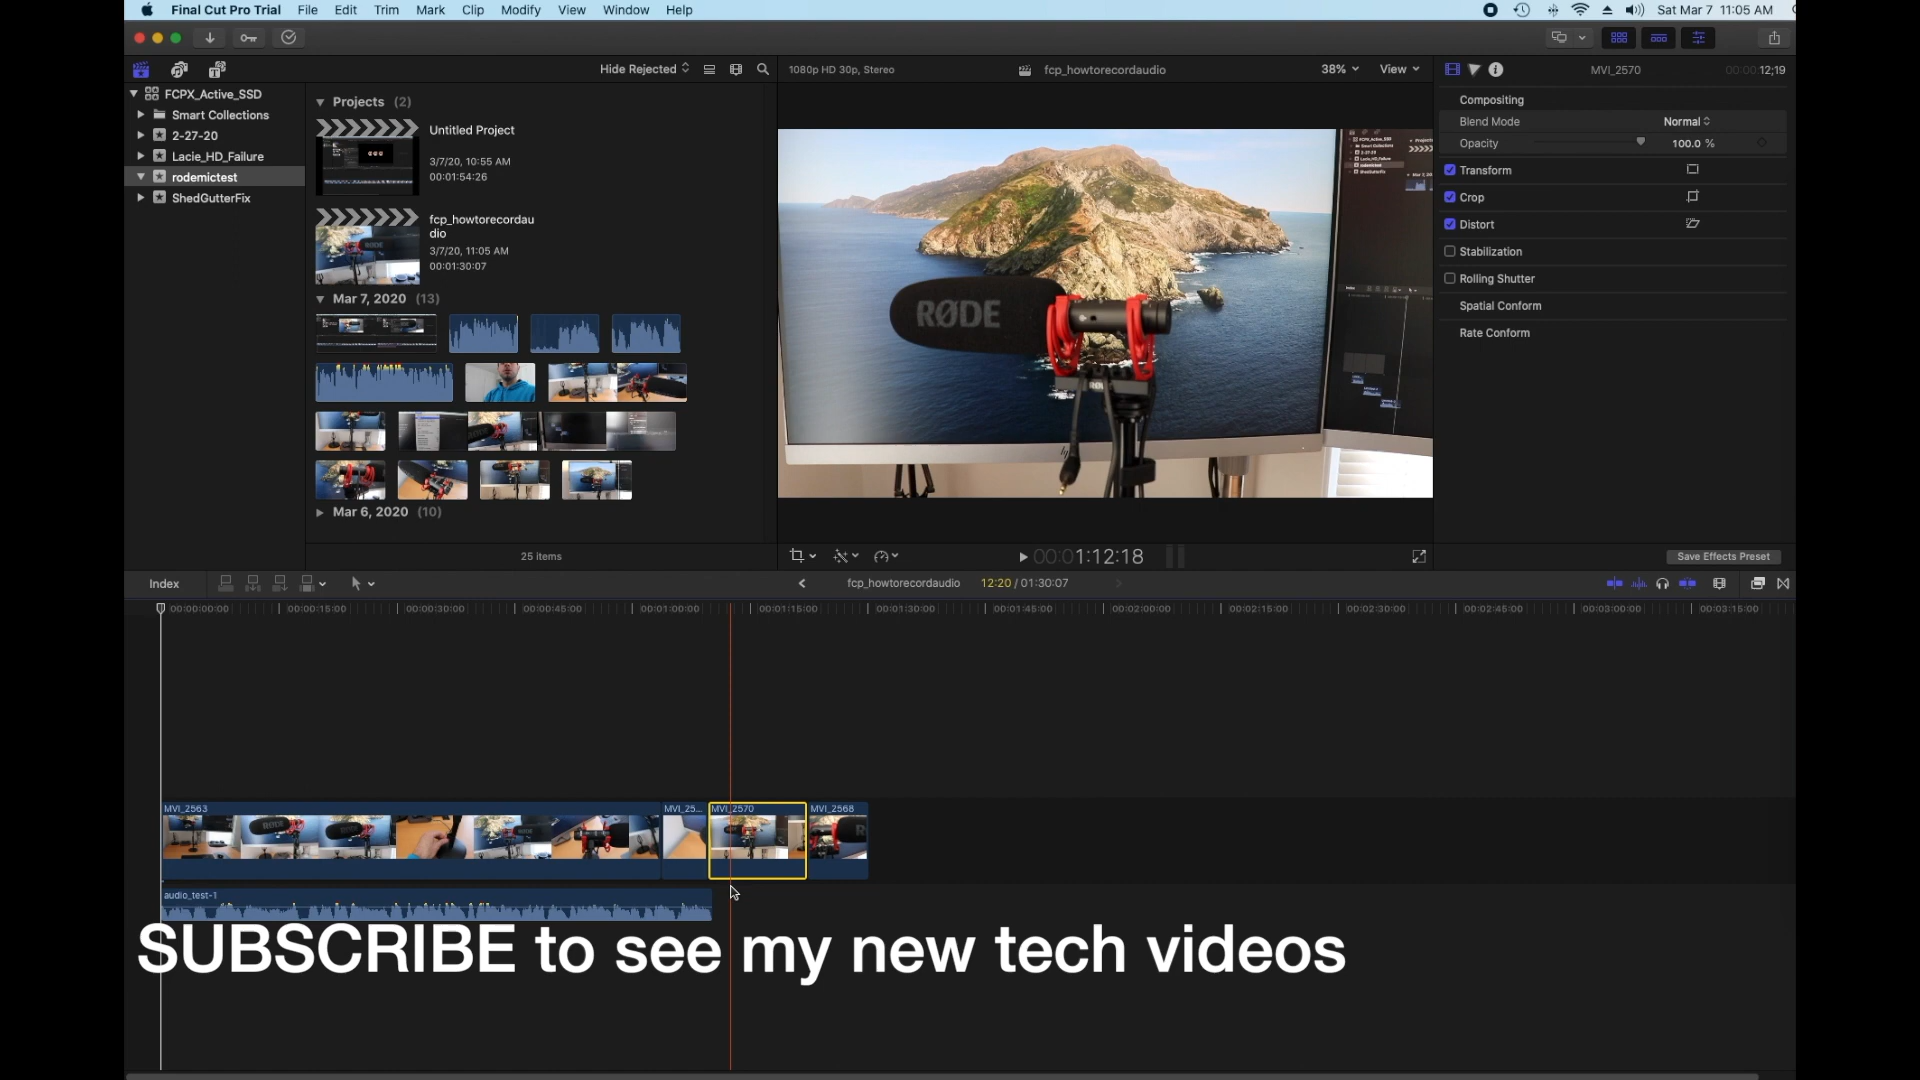 Final Cut Pro Trial File Edit Trim Mark Clip Modify View Window Help Sat Mar 7 11:05 AM
Hide Rejected 1080p HD 30p, Stereo fcp_howtorecordaudio 38% View MVI_2570 00:00:12;19
FCPX_Active_SSD
Smart Collections
2-27-20
Lacie_HD_Failure
rodemictest
ShedGutterFix
Projects (2)
Untitled Project
3/7/20, 10:55 AM
00:01:54:26
fcp_howtorecordau
dio
3/7/20, 11:05 AM
00:01:30:07
Mar 7, 2020 (13)
Mar 6, 2020 (10)
25 items
RØDE
Compositing
Blend Mode Normal
Opacity 100.0 %
Transform
Crop
Distort
Stabilization
Rolling Shutter
Spatial Conform
Rate Conform
00:01:12:18
Save Effects Preset
Index fcp_howtorecordaudio 12:20 / 01:30:07
00:00:00:00 00:00:15:00 00:00:30:00 00:00:45:00 00:01:00:00 00:01:15:00 00:01:30:00 00:01:45:00 00:02:00:00 00:02:15:00 00:02:30:00 00:02:45:00 00:03:00:00 00:03:15:00
MVI_2563 MVI_25... MVI_2570 MVI_2568
audio_test-1
SUBSCRIBE to see my new tech videos